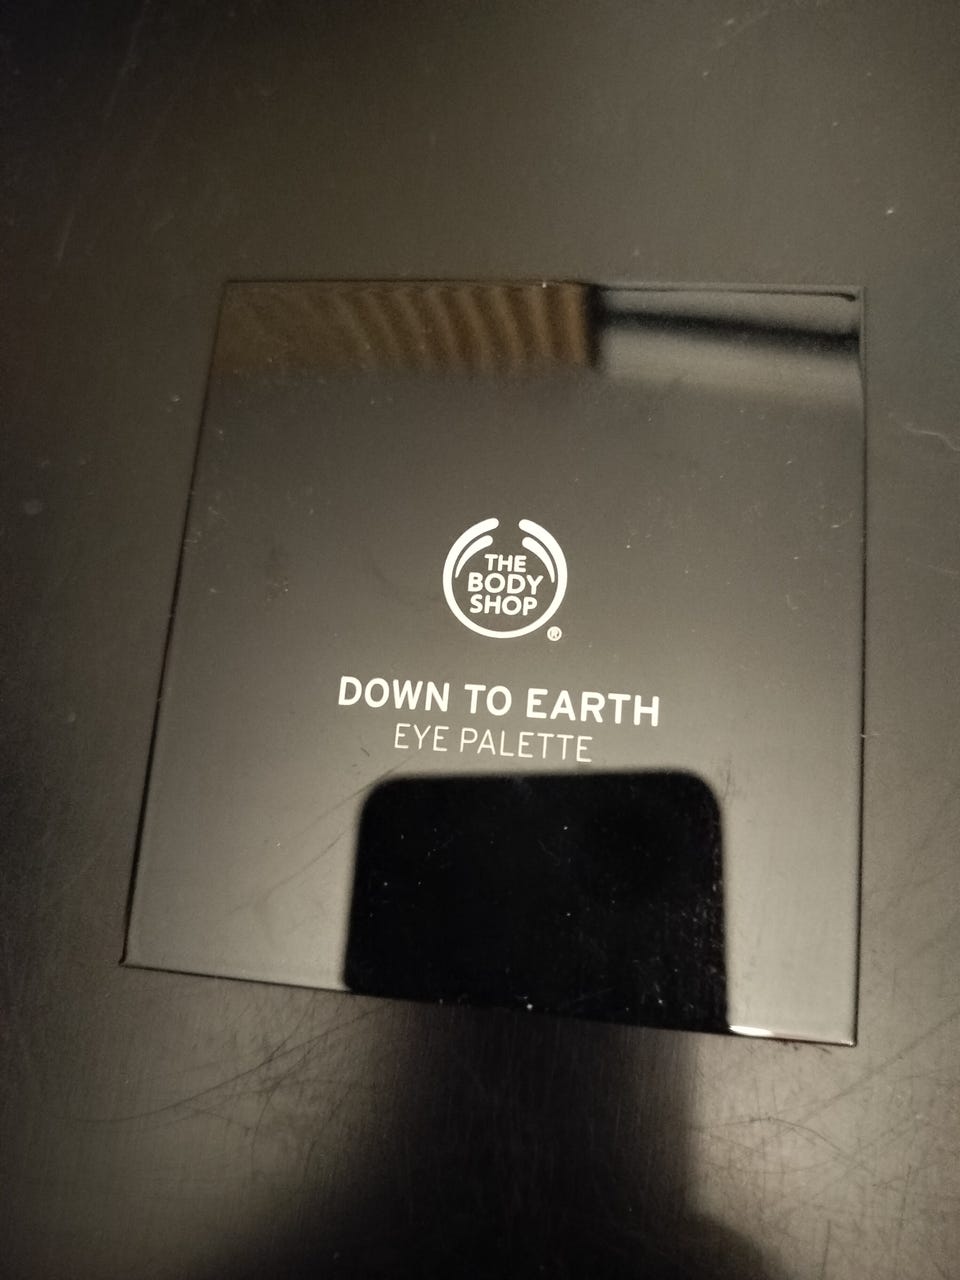 THE
BODY
SHOP
®
DOWN TO EARTH
EYE PALETTE